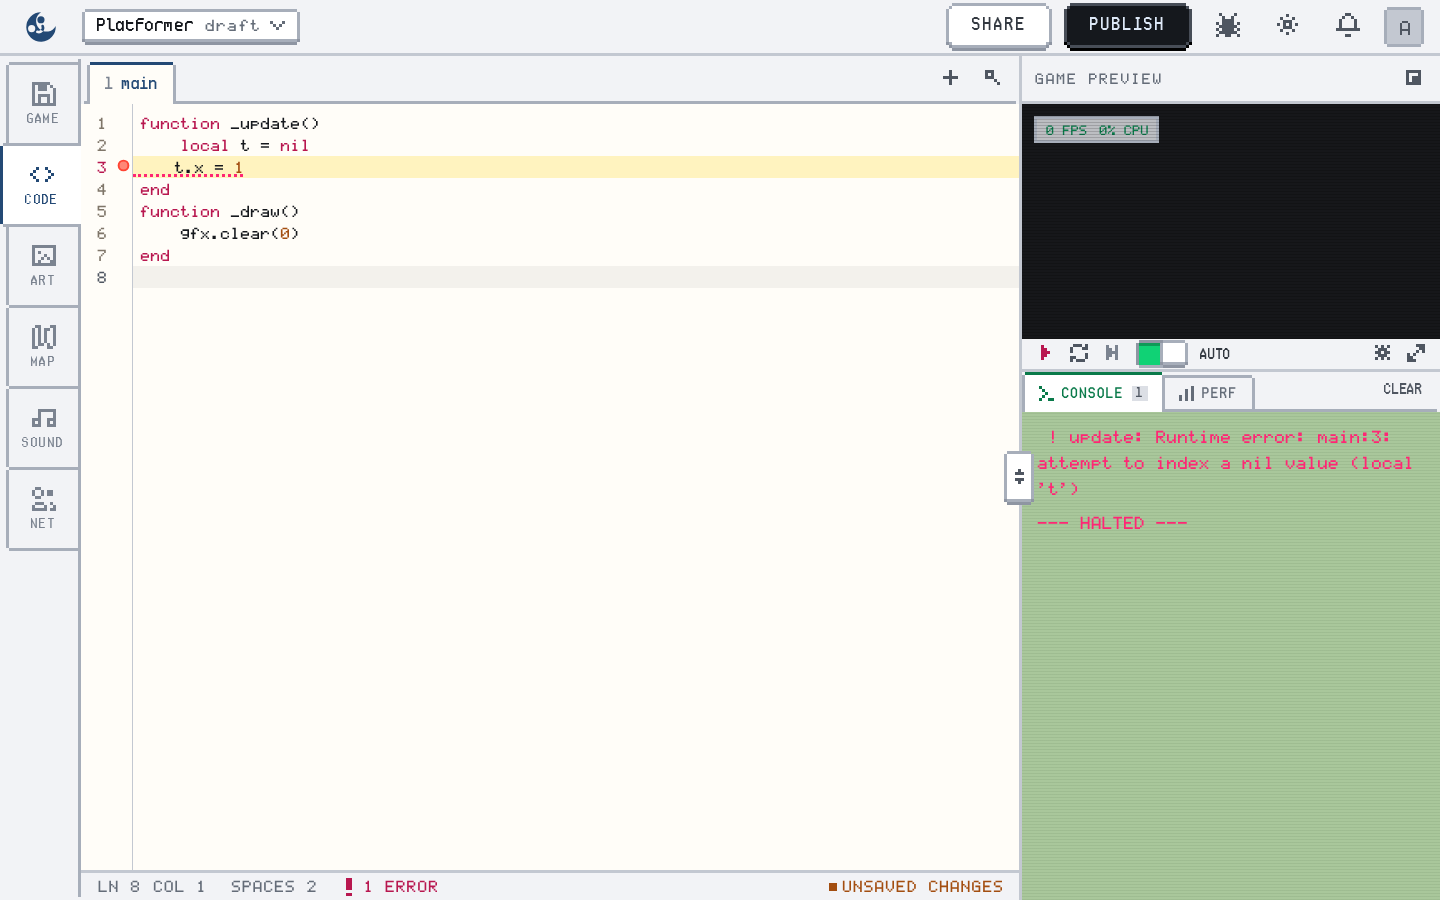 Platformer draft
SHARE
PUBLISH
A
GAME
CODE
ART
MAP
SOUND
NET
1 main
1 function _update()
2 local t = nil
3 t.x = 1
4 end
5 function _draw()
6 gfx.clear(0)
7 end
8
LN 8 COL 1 SPACES 2 1 ERROR
UNSAVED CHANGES
GAME PREVIEW
0 FPS 0% CPU
AUTO
CONSOLE 1
PERF
CLEAR
! update: Runtime error: main:3:
attempt to index a nil value (local
't')
--- HALTED ---